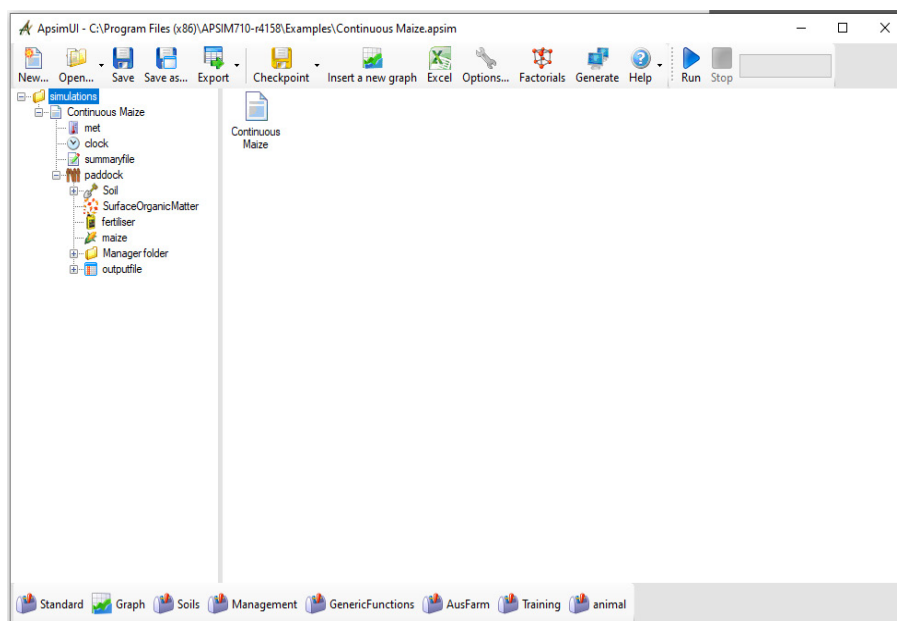 ApsimUI - C:\Program Files (x86)\APSIM710-r4158\Examples\Continuous Maize.apsim
New... Open... Save Save as... Export Checkpoint Insert a new graph Excel Options... Factorials Generate Help Run Stop
simulations
Continuous Maize
met
clock
summaryfile
paddock
Soil
SurfaceOrganicMatter
fertiliser
maize
Manager folder
outputfile
Continuous
Maize
Standard Graph Soils Management GenericFunctions AusFarm Training animal